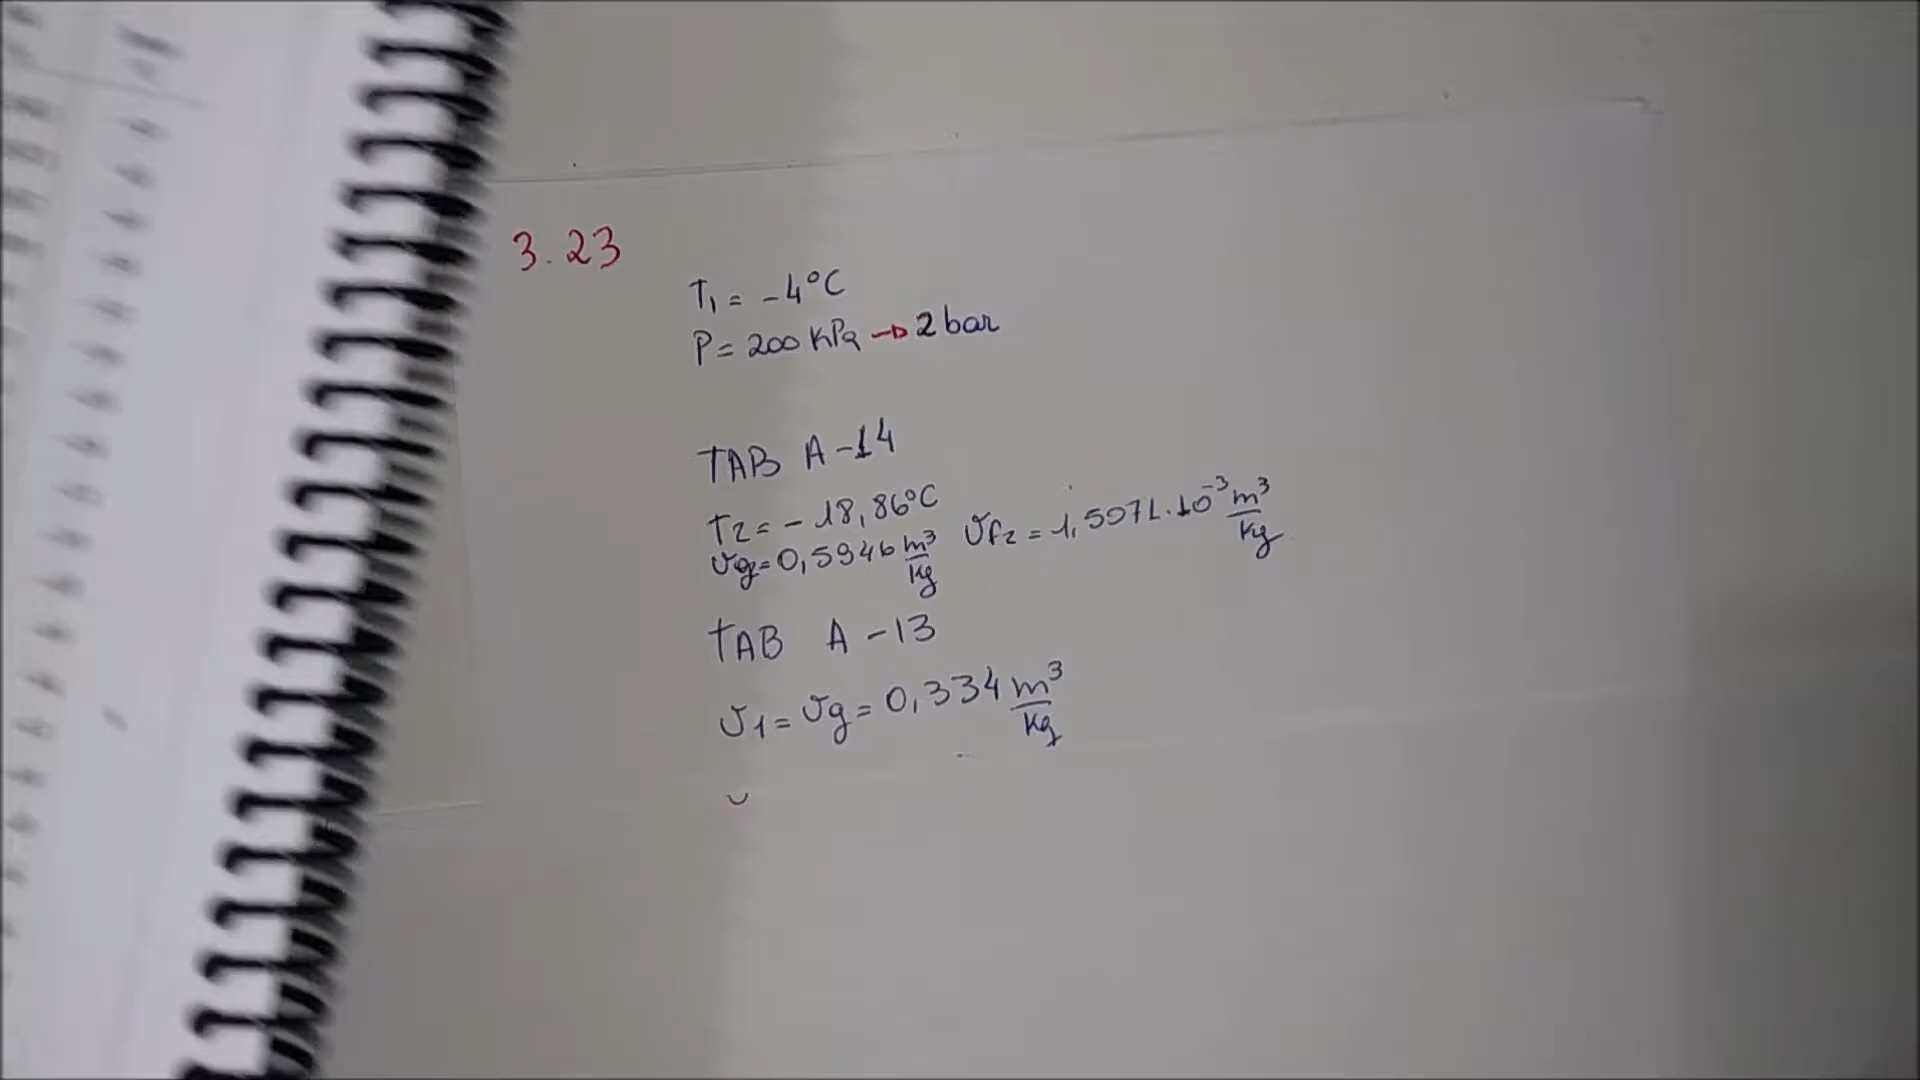 3.23
T₁ = -4°C
P = 200 kPa → 2 bar
TAB A-14
T₂ = -18,86°C
vg₂ = 0,5946 m³/kg vf₂ = 1,5071.10⁻³ m³/kg
TAB A-13
v₁ = vg = 0,334 m³/kg